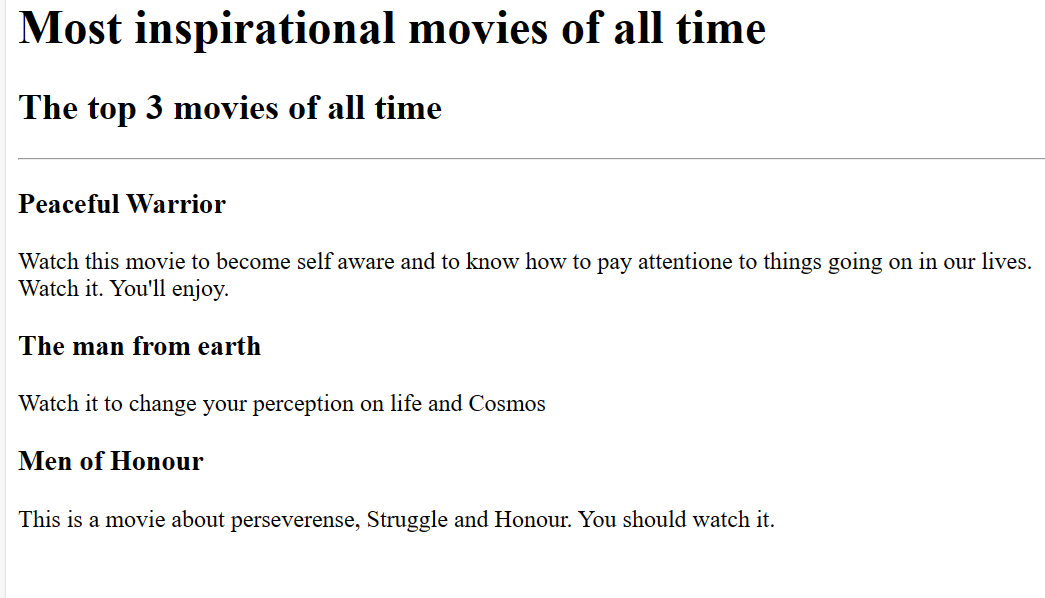 Most inspirational movies of all time
The top 3 movies of all time
Peaceful Warrior
Watch this movie to become self aware and to know how to pay attentione to things going on in our lives.
Watch it. You'll enjoy.
The man from earth
Watch it to change your perception on life and Cosmos
Men of Honour
This is a movie about perseverense, Struggle and Honour. You should watch it.